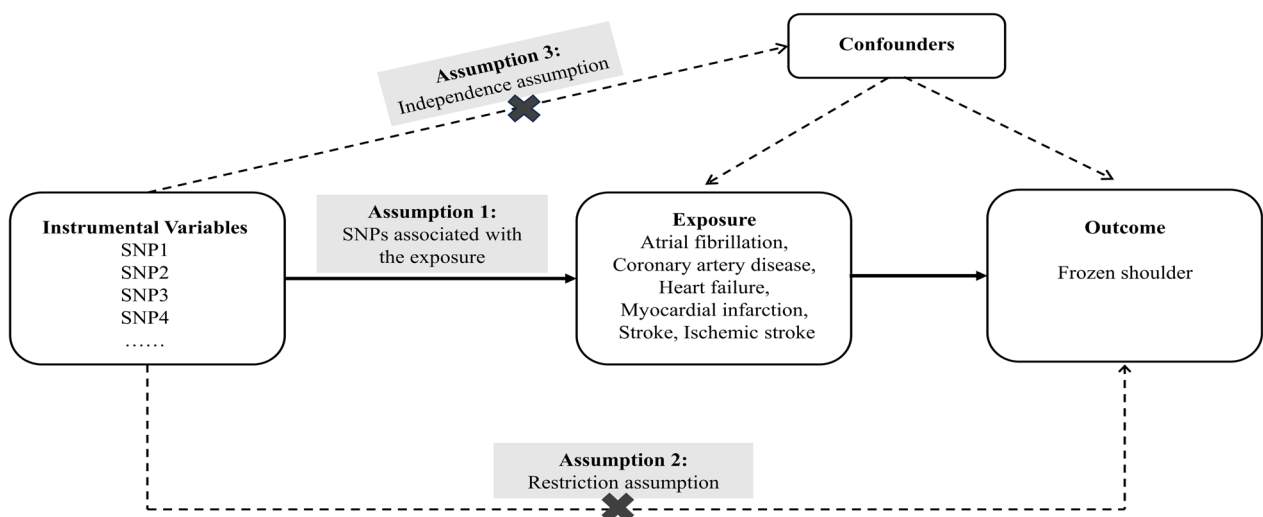 Confounders
Assumption 3:
Independence assumption
Instrumental Variables
SNP1
SNP2
SNP3
SNP4
……
Assumption 1:
SNPs associated with
the exposure
Exposure
Atrial fibrillation,
Coronary artery disease,
Heart failure,
Myocardial infarction,
Stroke, Ischemic stroke
Outcome
Frozen shoulder
Assumption 2:
Restriction assumption